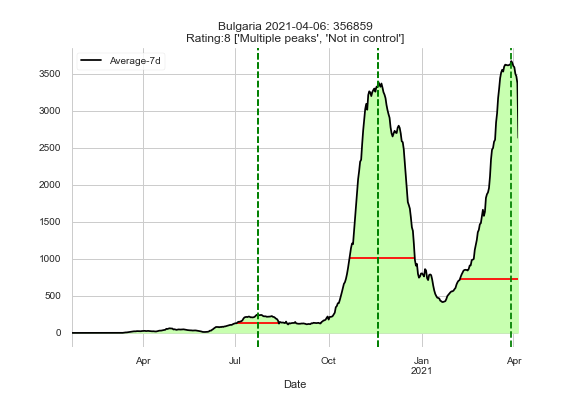 Bulgaria 2021-04-06: 356859
Rating:8 ['Multiple peaks', 'Not in control']
Average-7d
3500
3000
2500
2000
1500
1000
500
0
Apr Jul Oct Jan Apr
2021
Date